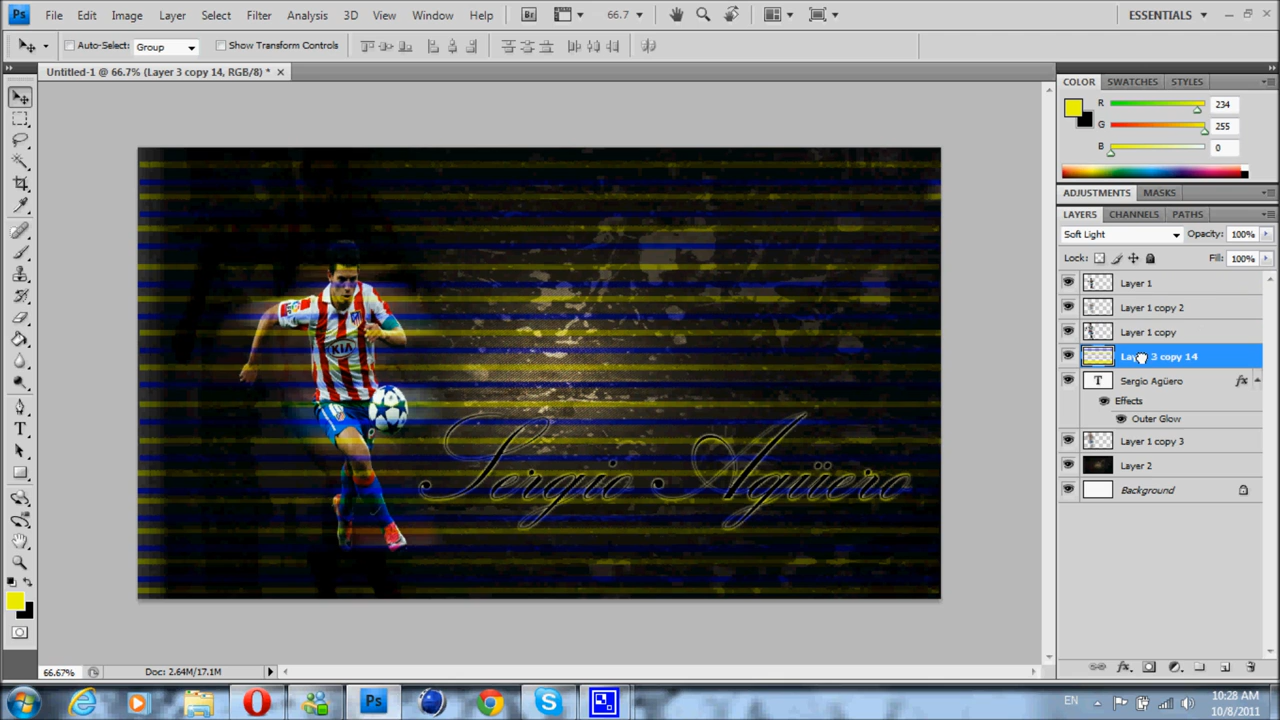 Ps File Edit Image Layer Select Filter Analysis 3D View Window Help Br 66.7 ESSENTIALS
Auto-Select: Group Show Transform Controls
Untitled-1 @ 66.7% (Layer 3 copy 14, RGB/8) *
COLOR SWATCHES STYLES
R 234
G 255
B 0
ADJUSTMENTS MASKS
LAYERS CHANNELS PATHS
Soft Light Opacity: 100%
Lock: Fill: 100%
Layer 1
Layer 1 copy 2
Layer 1 copy
3 copy 14
T Sergio Agüero fx
Effects
Outer Glow
Layer 1 copy 3
Layer 2
Background
KIA
Sergio Agüero
66.67% Doc: 2.64M/17.1M
Ps EN 10:28 AM
10/8/2011